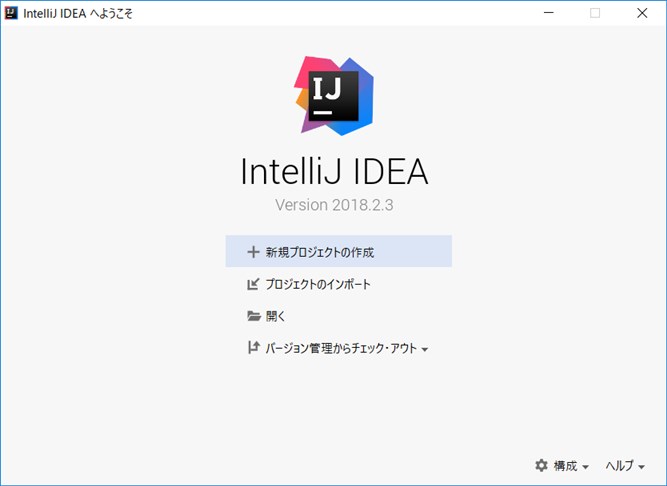 IntelliJ IDEA へようこそ
IJ
IntelliJ IDEA
Version 2018.2.3
新規プロジェクトの作成
プロジェクトのインポート
開く
バージョン管理からチェック・アウト
構成 ヘルプ